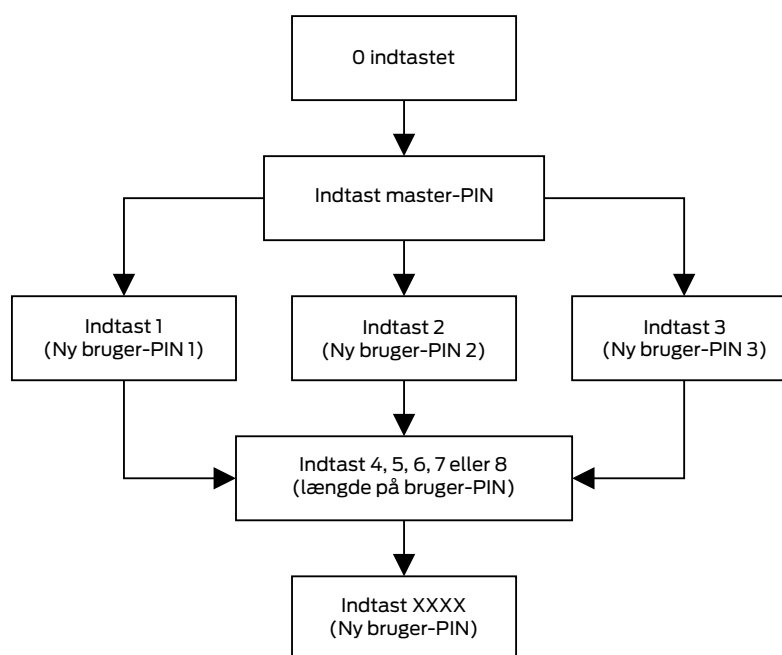 0 indtastet
Indtast master-PIN
Indtast 1
(Ny bruger-PIN 1)
Indtast 2
(Ny bruger-PIN 2)
Indtast 3
(Ny bruger-PIN 3)
Indtast 4, 5, 6, 7 eller 8
(længde på bruger-PIN)
Indtast XXXX
(Ny bruger-PIN)